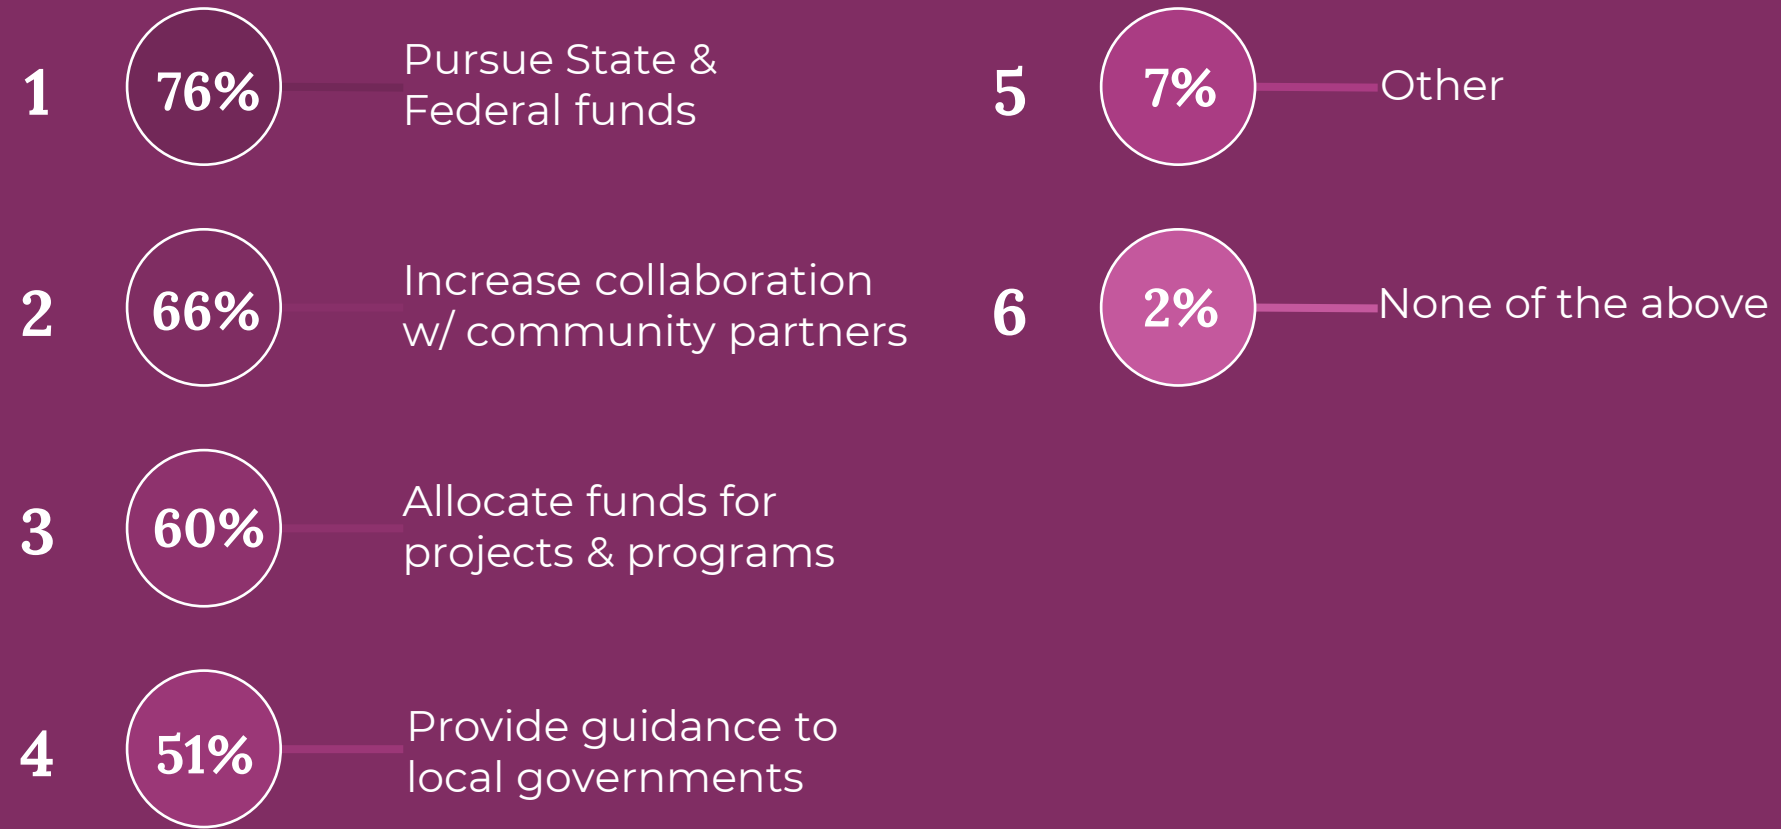 1
76%
Pursue State &
Federal funds
2
66%
Increase collaboration
w/ community partners
3
60%
Allocate funds for
projects & programs
4
51%
Provide guidance to
local governments
5
7%
Other
6
2%
None of the above